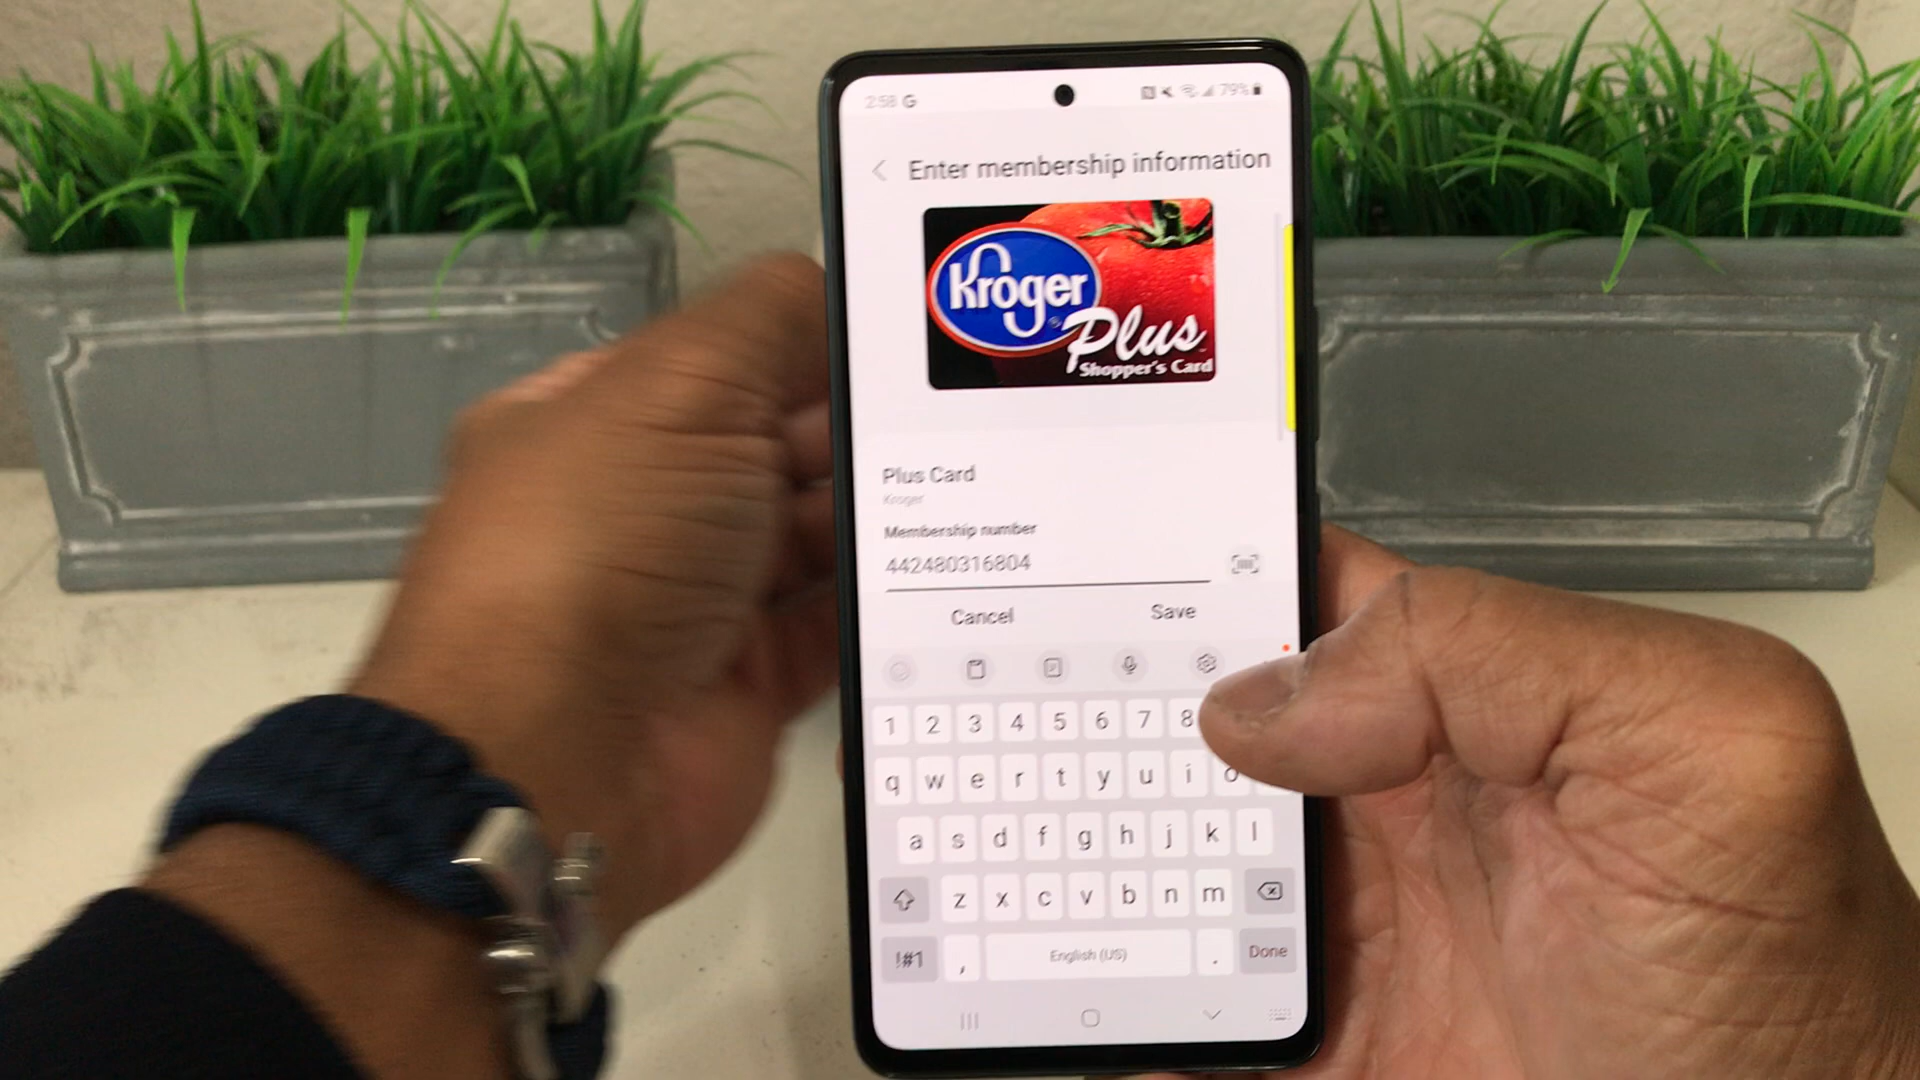 2:58 G
79%
Enter membership information
Kroger
Plus
Shopper's Card
Plus Card
Kroger
Membership number
442480316804
Cancel Save
1 2 3 4 5 6 7 8
q w e r t y u i o
a s d f g h j k l
z x c v b n m
!#1 , English (US) . Done